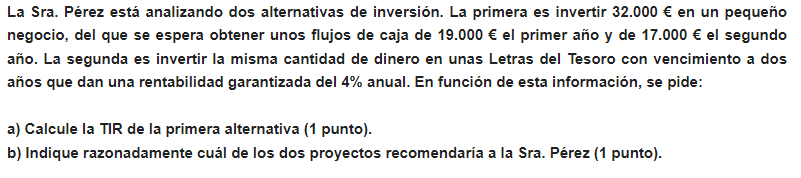 La Sra. Pérez está analizando dos alternativas de inversión. La primera es invertir 32.000 € en un pequeño
negocio, del que se espera obtener unos flujos de caja de 19.000 € el primer año y de 17.000 € el segundo
año. La segunda es invertir la misma cantidad de dinero en unas Letras del Tesoro con vencimiento a dos
años que dan una rentabilidad garantizada del 4% anual. En función de esta información, se pide:
a) Calcule la TIR de la primera alternativa (1 punto).
b) Indique razonadamente cuál de los dos proyectos recomendaría a la Sra. Pérez (1 punto).